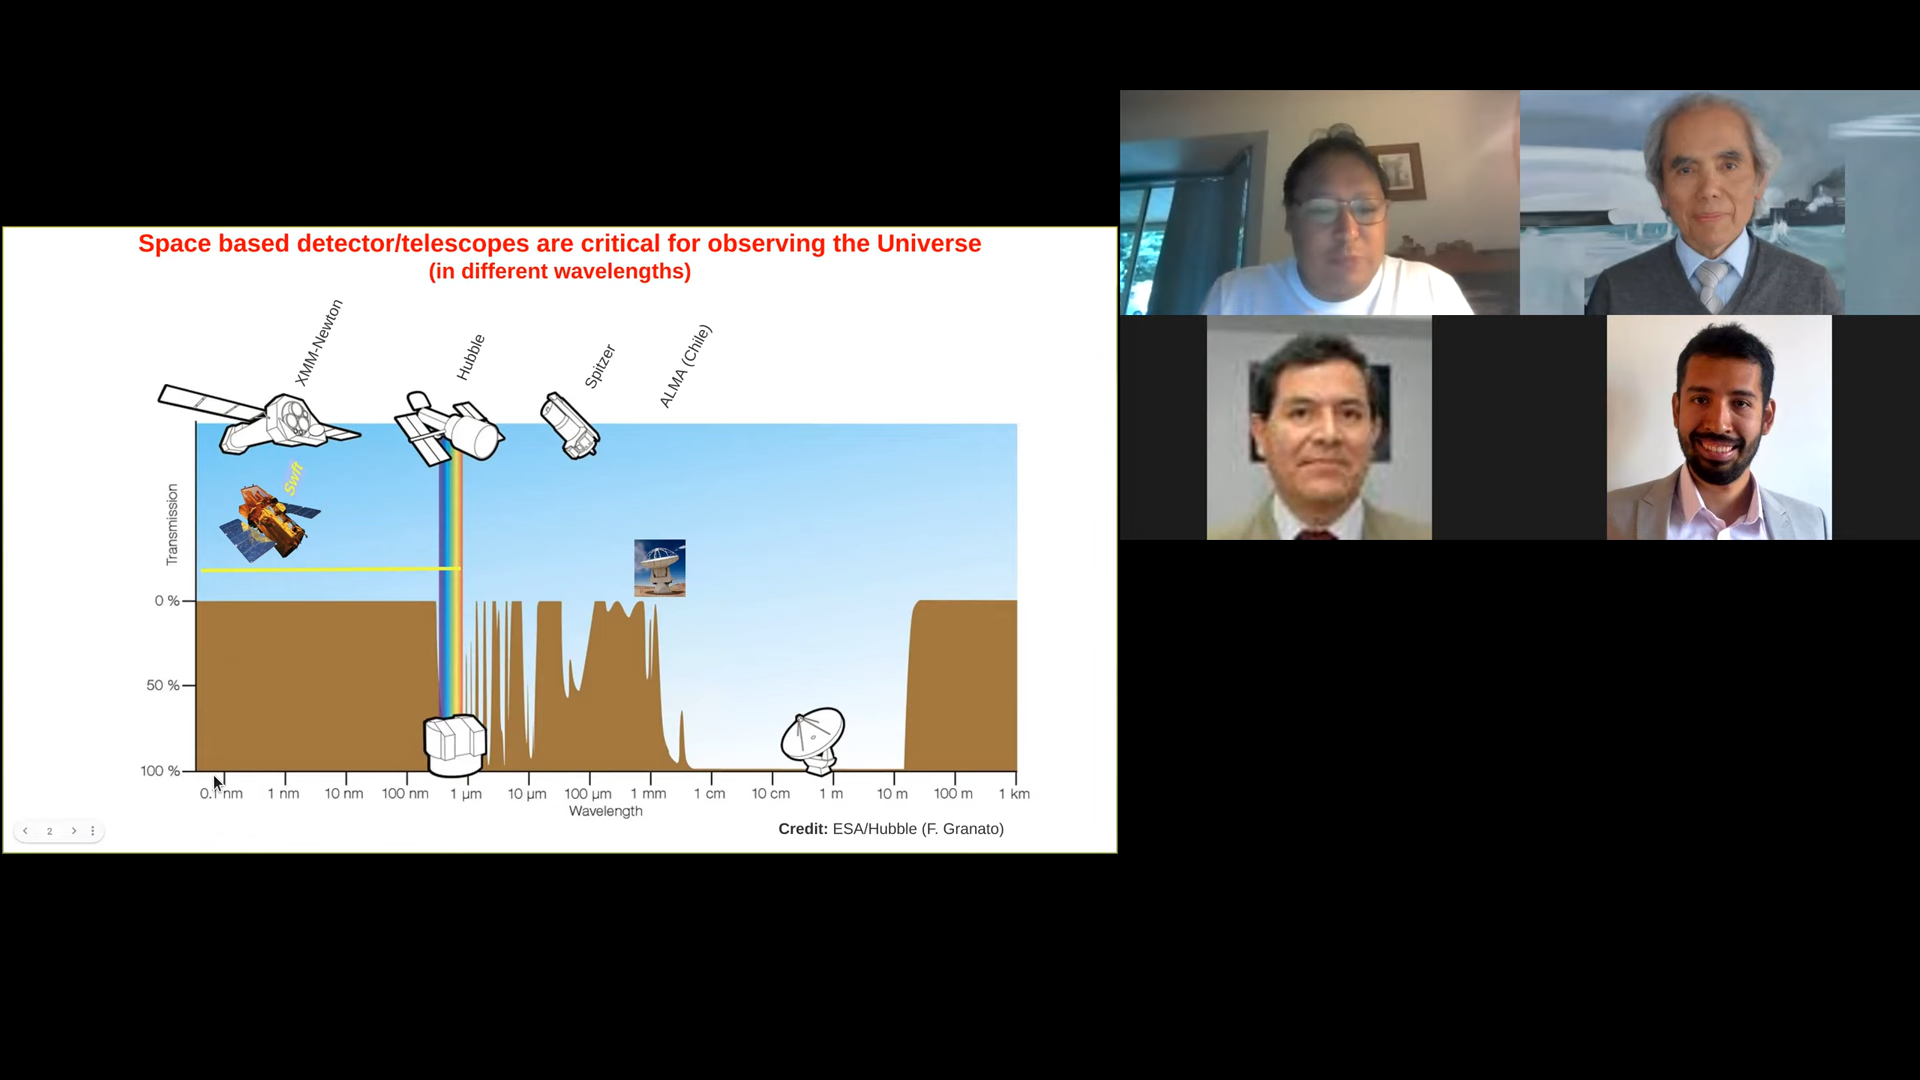 Space based detector/telescopes are critical for observing the Universe
(in different wavelengths)
XMM-Newton
Hubble
Spitzer
ALMA (Chile)
Swft
Transmission
0 %
50 %
100 %
0.1 nm 1 nm 10 nm 100 nm 1 µm 10 µm 100 µm 1 mm 1 cm 10 cm 1 m 10 m 100 m 1 km
Wavelength
Credit: ESA/Hubble (F. Granato)
2